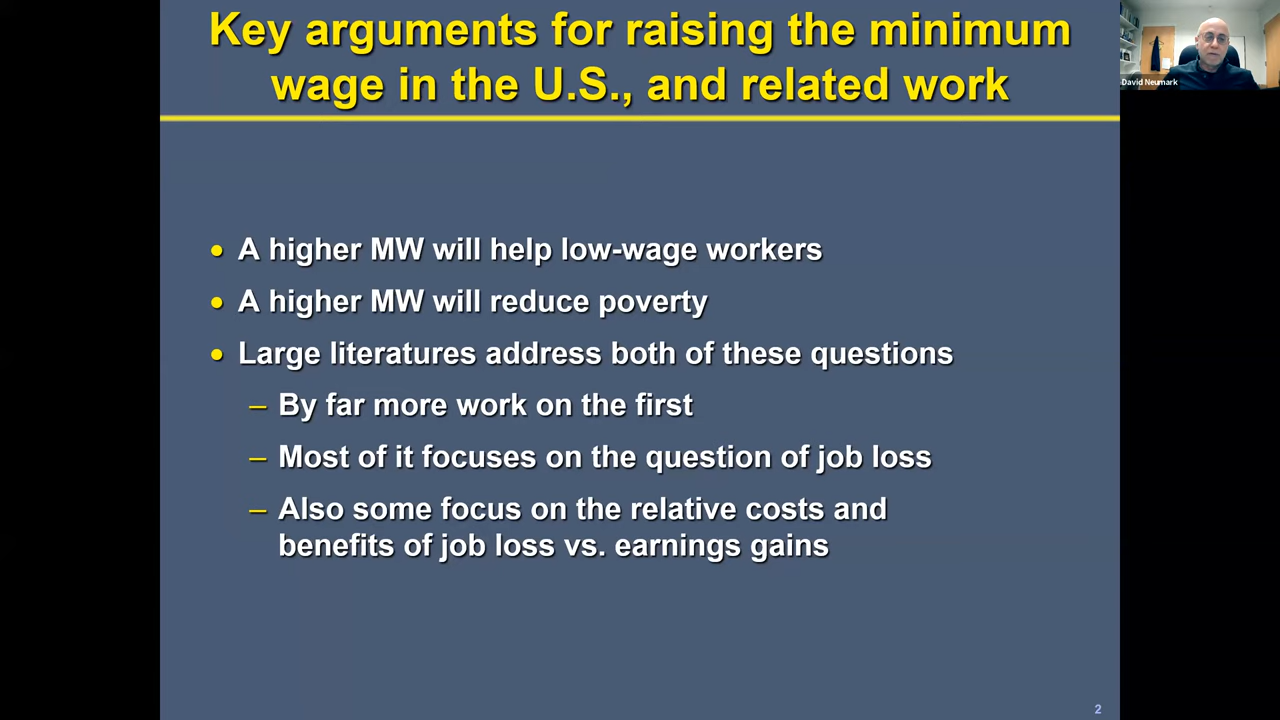 Key arguments for raising the minimum
wage in the U.S., and related work
David Neumark
• A higher MW will help low-wage workers
• A higher MW will reduce poverty
• Large literatures address both of these questions
– By far more work on the first
– Most of it focuses on the question of job loss
– Also some focus on the relative costs and
benefits of job loss vs. earnings gains
2